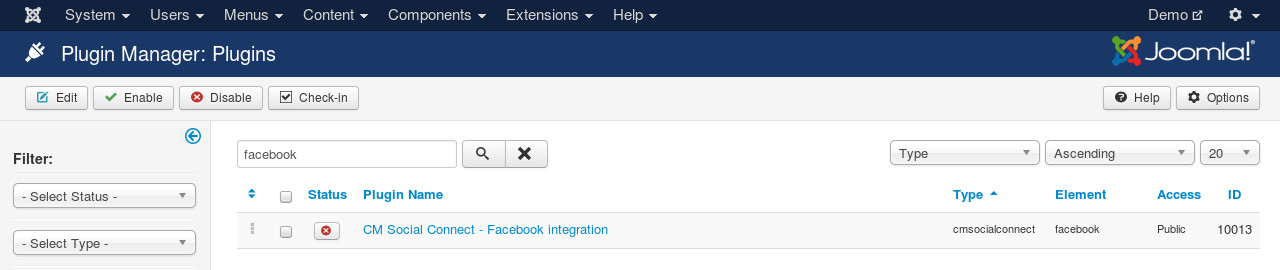 System Users Menus Content Components Extensions Help Demo
Plugin Manager: Plugins Joomla!®
Edit Enable Disable Check-in Help Options
Filter:
facebook Type Ascending 20
- Select Status -
Status Plugin Name Type Element Access ID
CM Social Connect - Facebook integration cmsocialconnect facebook Public 10013
- Select Type -